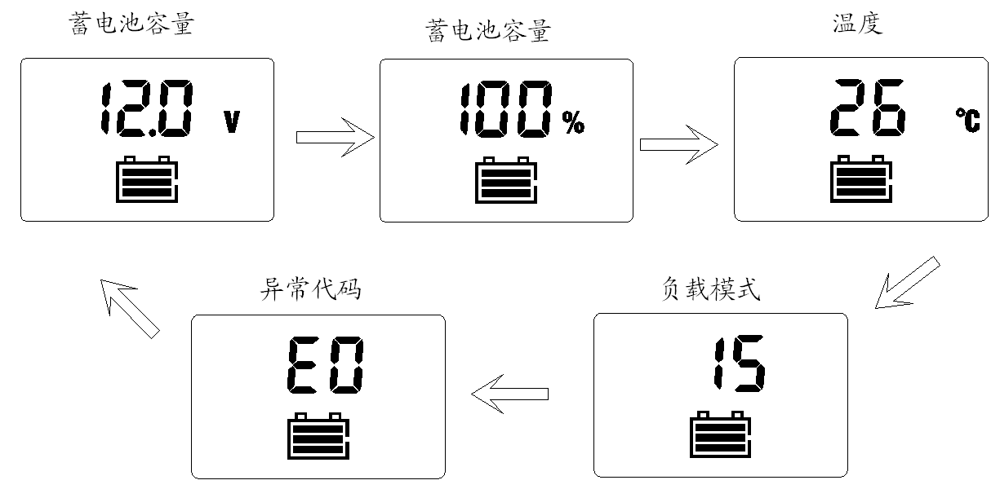 蓄电池容量
12.0 V
蓄电池容量
100%
温度
26 ℃
负载模式
15
异常代码
E0